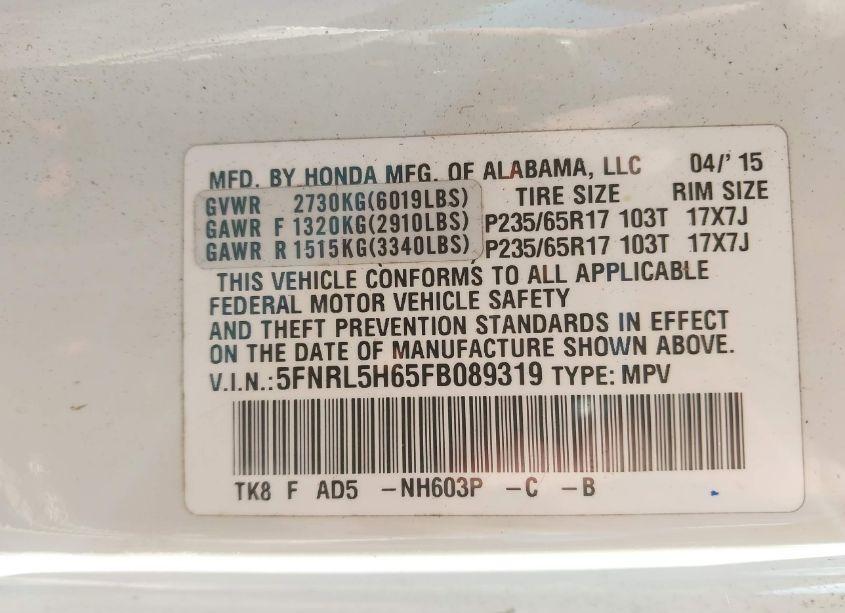 MFD. BY HONDA MFG. OF ALABAMA, LLC 04/' 15
GVWR 2730KG(6019LBS) TIRE SIZE RIM SIZE
GAWR F 1320KG(2910LBS) P235/65R17 103T 17X7J
GAWR R 1515KG(3340LBS) P235/65R17 103T 17X7J
THIS VEHICLE CONFORMS TO ALL APPLICABLE
FEDERAL MOTOR VEHICLE SAFETY
AND THEFT PREVENTION STANDARDS IN EFFECT
ON THE DATE OF MANUFACTURE SHOWN ABOVE.
V.I.N.:5FNRL5H65FB089319 TYPE: MPV
TK8 F AD5 -NH603P -C -B